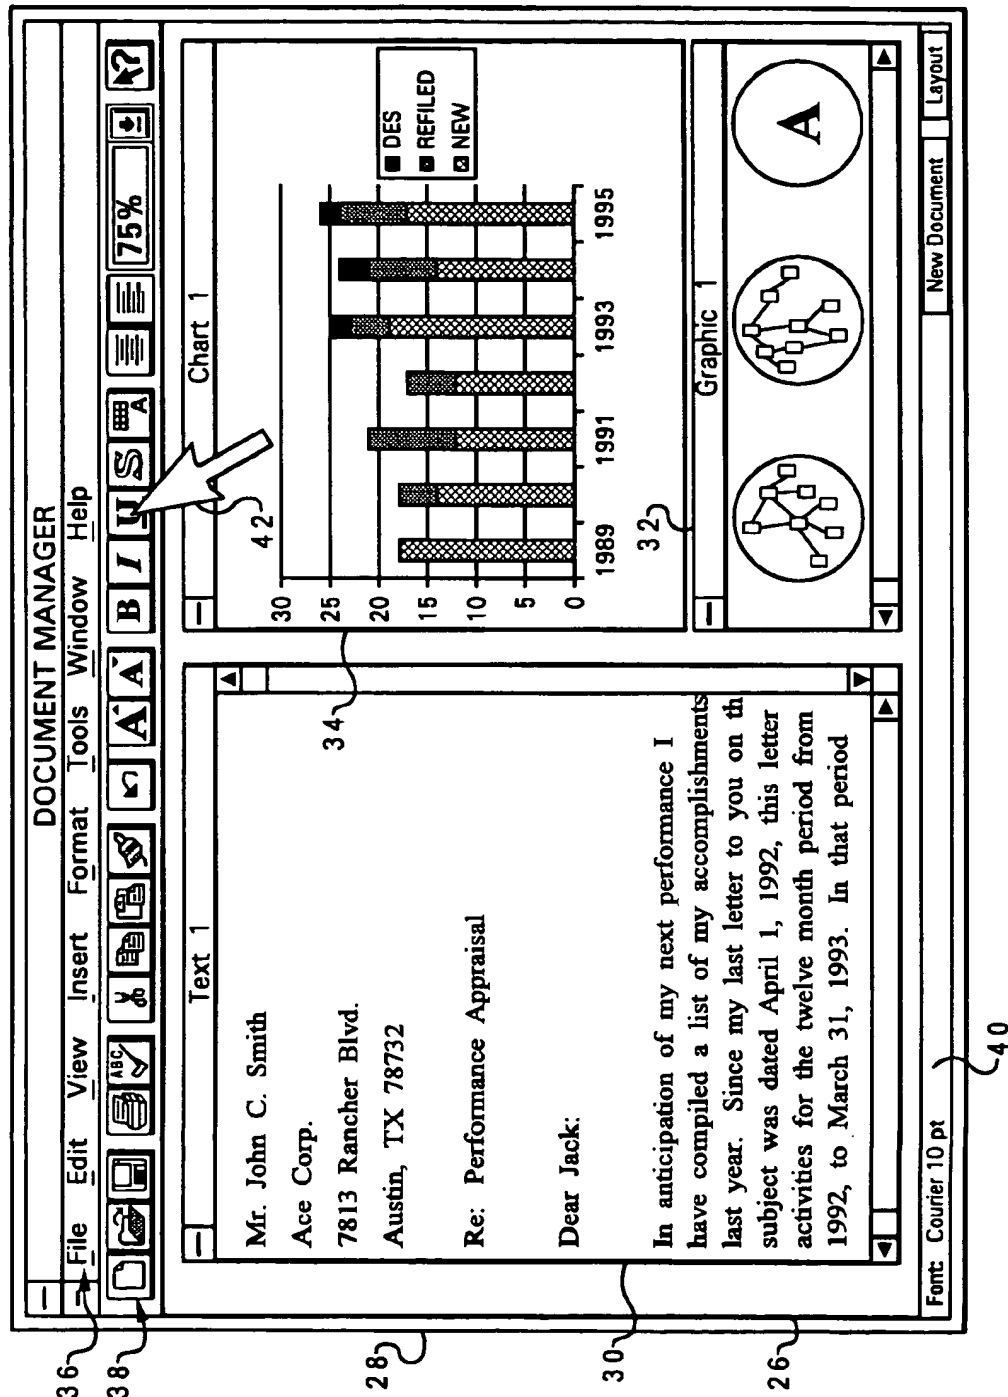 DOCUMENT MANAGER
File Edit View Insert Format Tools Window Help
ABC A A B I U S A 75% ?
Text 1
Mr. John C. Smith
Ace Corp.
7813 Rancher Blvd.
Austin, TX 78732
Re: Performance Appraisal
Dear Jack:
In anticipation of my next performance I
have compiled a list of my accomplishments
last year. Since my last letter to you on th
subject was dated April 1, 1992, this letter
activities for the twelve month period from
1992, to March 31, 1993. In that period
Chart 1
30
25
20
15
10
5
0
1989 1991 1993 1995
DES
REFILED
NEW
Graphic 1
A
Font: Courier 10 pt
New Document Layout
36
38
28
30
26
34
42
32
40